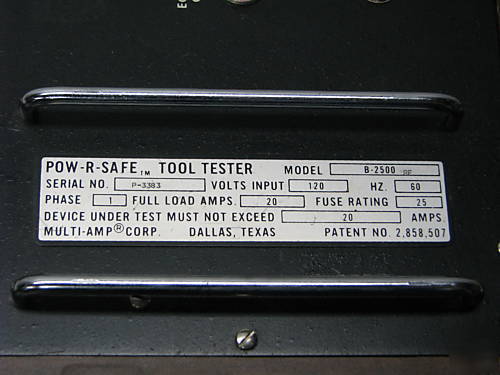 POW-R-SAFE TM TOOL TESTER MODEL B-2500 RF
SERIAL NO. P-3383 VOLTS INPUT 120 HZ. 60
PHASE 1 FULL LOAD AMPS. 20 FUSE RATING 25
DEVICE UNDER TEST MUST NOT EXCEED 20 AMPS.
MULTI-AMP® CORP. DALLAS, TEXAS PATENT NO. 2,858,507